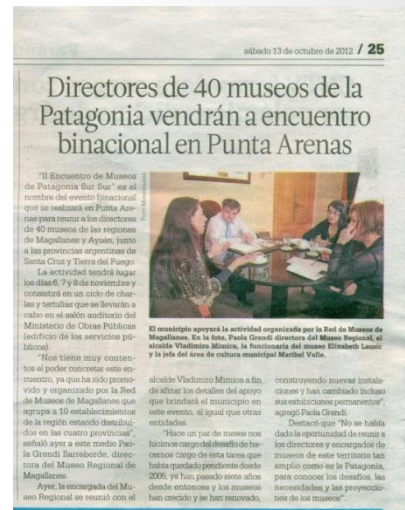 sábado 13 de octubre de 2012 / 25
Directores de 40 museos de la
Patagonia vendrán a encuentro
binacional en Punta Arenas
"II Encuentro de Museos
de Patagonia Sur Sur" es el
nombre del evento binacional
que se realizará en Punta Are-
nas para reunir a los directores
de 40 museos de las regiones
de Magallanes y Aysén, junto
a las provincias argentinas de
Santa Cruz y Tierra del Fuego.
La actividad tendrá lugar
los días 6, 7 y 8 de noviembre y
consistirá en un ciclo de char-
las y tertulias que se llevarán a
cabo en el salón auditorio del
Ministerio de Obras Públicas
(edificio de los servicios pú-
blicos).
"Nos tiene muy conten-
tos el poder concretar este en-
cuentro, ya que ha sido promo-
vido y organizado por la Red
de Museos de Magallanes que
agrupa a 10 establecimientos
de la región estando distribui-
dos en las cuatro provincias",
señaló ayer a este medio Pao-
la Grendi Ilarreborde, direc-
tora del Museo Regional de
Magallanes.
Ayer, la encargada del Mu-
seo Regional se reunió con el
El municipio apoyará la actividad organizada por la Red de Museos de
Magallanes. En la foto, Paola Grendi directora del Museo Regional, el
alcalde Vladimiro Mimica, la funcionaria del museo Elizabeth Lausic
y la jefa del área de cultura municipal Maribel Valle.
alcalde Vladimiro Mimica a fin
de afinar los detalles del apoyo
que brindará el municipio en
este evento, al igual que otras
entidades.
"Hace un par de meses nos
hicimos cargo del desafío de ha-
cernos cargo de esta tarea que
había quedado pendiente desde
2005, ya han pasado siete años
desde entonces y los museos
han crecido y se han renovado,
construyendo nuevas instala-
ciones y han cambiado incluso
sus exhibiciones permanentes",
agregó Paola Grendi.
Destacó que "No se había
dado la oportunidad de reunir a
los directores y encargados de
museos de este territorio tan
amplio como es la Patagonia,
para conocer los desafíos, las
necesidades y las proyeccio-
nes de los museos".